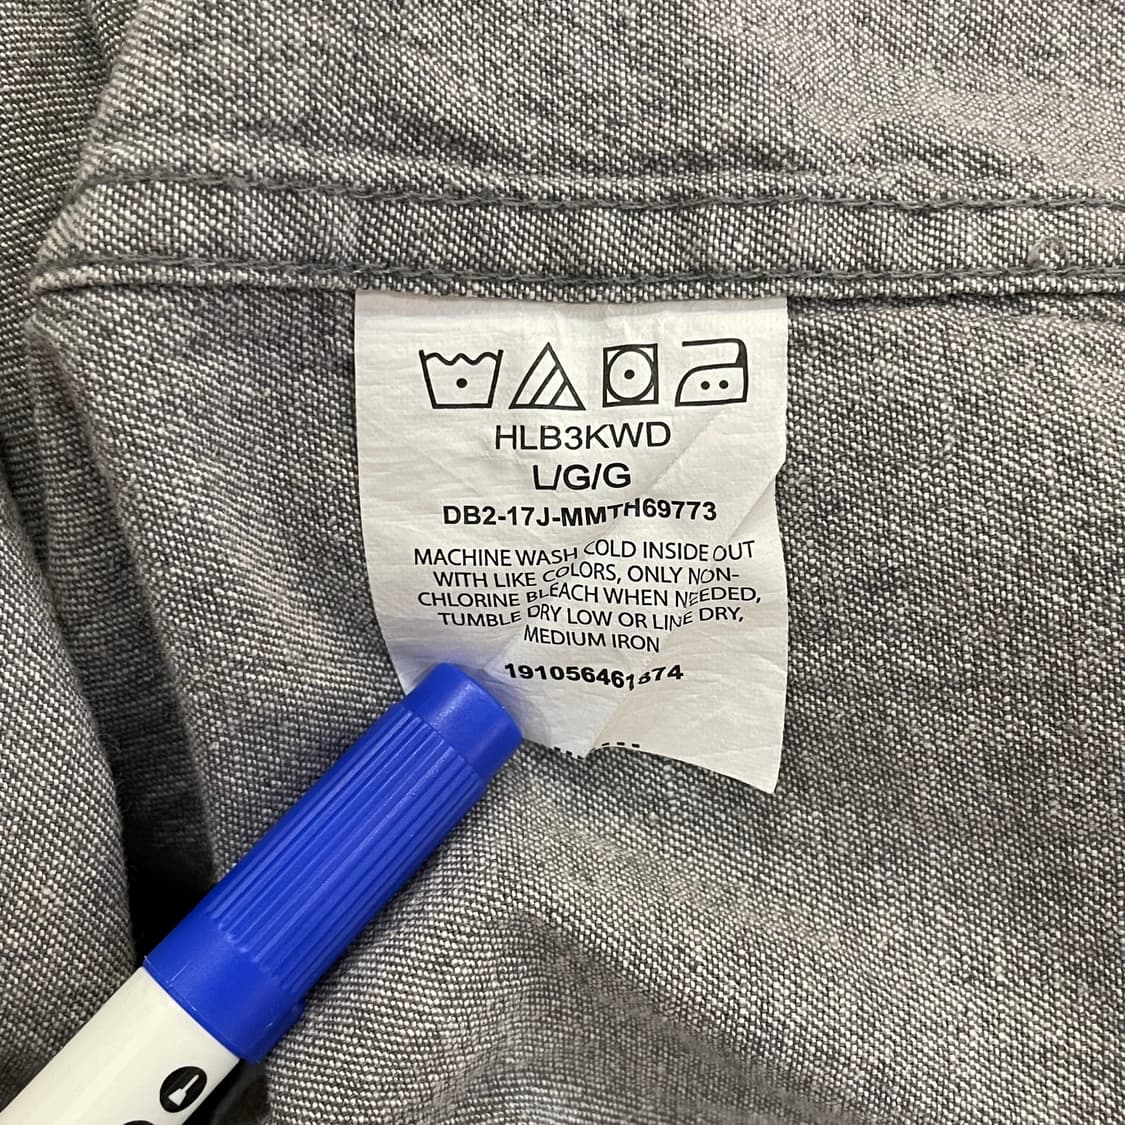 HLB3KWD
L/G/G
DB2-17J-MMTH69773
MACHINE WASH COLD INSIDE OUT
WITH LIKE COLORS, ONLY NON-
CHLORINE BLEACH WHEN NEEDED,
TUMBLE DRY LOW OR LINE DRY,
MEDIUM IRON